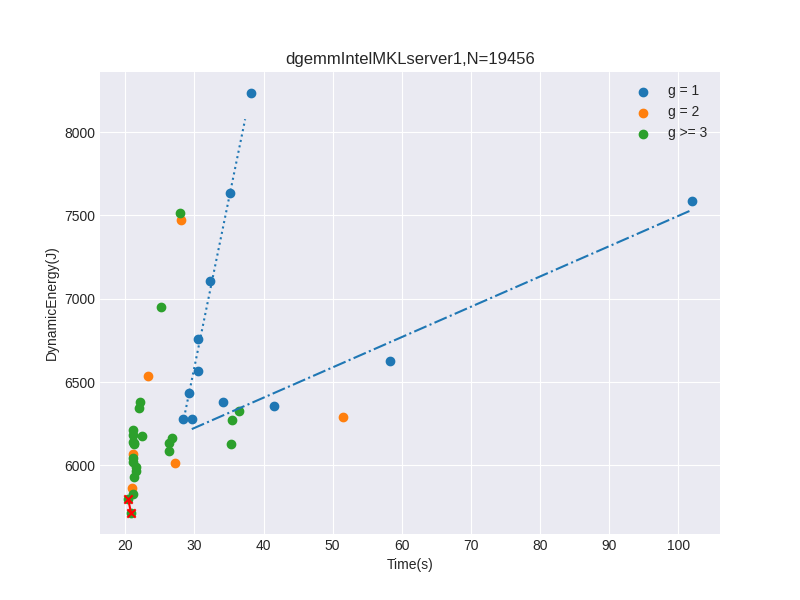 dgemmIntelMKLserver1,N=19456
g = 1
g = 2
g >= 3
8000
7500
7000
6500
6000
DynamicEnergy(J)
20 30 40 50 60 70 80 90 100
Time(s)